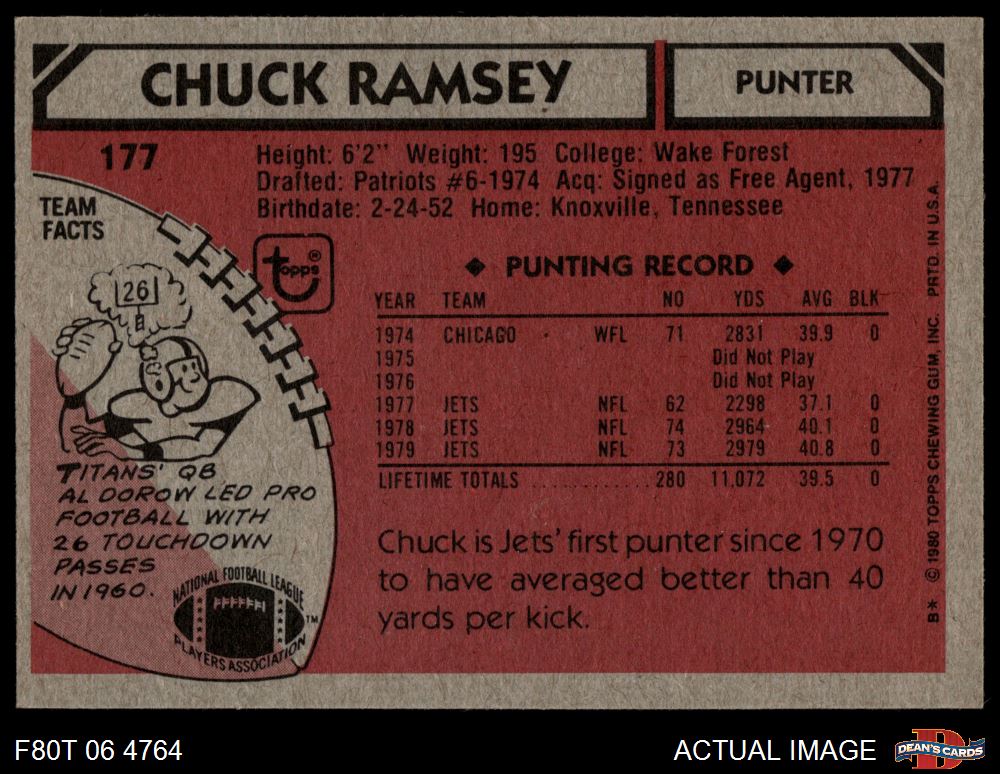 CHUCK RAMSEY
PUNTER
177
Height: 6'2" Weight: 195 College: Wake Forest
Drafted: Patriots #6-1974 Acq: Signed as Free Agent, 1977
Birthdate: 2-24-52 Home: Knoxville, Tennessee
TEAM
FACTS
26
TITANS' QB
AL DOROW LED PRO
FOOTBALL WITH
26 TOUCHDOWN
PASSES
IN 1960.
NATIONAL FOOTBALL LEAGUE
PLAYERS ASSOCIATION
TM
topps®
◆ PUNTING RECORD ◆
YEAR TEAM NO YDS AVG BLK
1974 CHICAGO WFL 71 2831 39.9 0
1975 Did Not Play
1976 Did Not Play
1977 JETS NFL 62 2298 37.1 0
1978 JETS NFL 74 2964 40.1 0
1979 JETS NFL 73 2979 40.8 0
LIFETIME TOTALS ............ 280 11,072 39.5 0
Chuck is Jets' first punter since 1970
to have averaged better than 40
yards per kick.
B* © 1980 TOPPS CHEWING GUM, INC. PRTD. IN U.S.A.
F80T 06 4764
ACTUAL IMAGE
D
DEAN'S CARDS